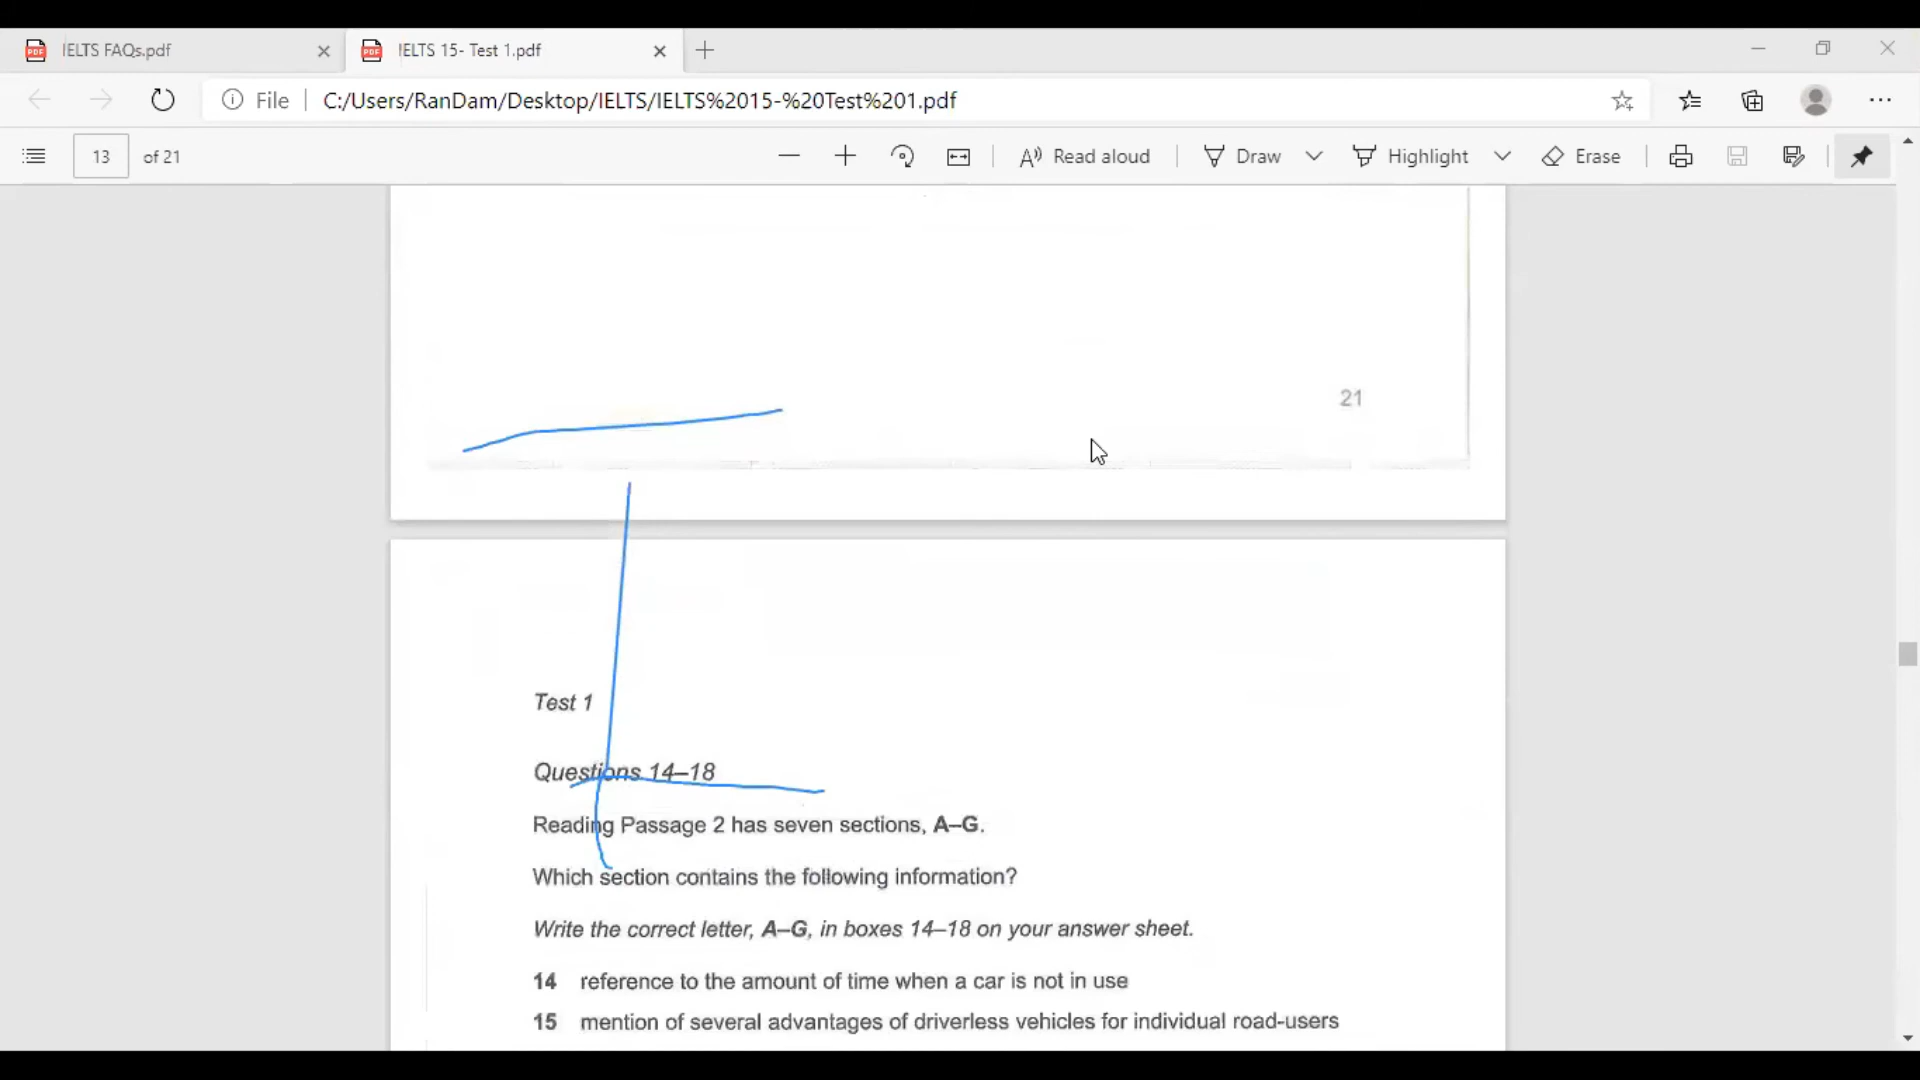 IELTS FAQs.pdf
IELTS 15- Test 1.pdf
File
C:/Users/RanDam/Desktop/IELTS/IELTS%2015-%20Test%201.pdf
13 of 21
Read aloud
Draw
Highlight
Erase
21
Test 1
Questions 14–18
Reading Passage 2 has seven sections, A–G.
Which section contains the following information?
Write the correct letter, A–G, in boxes 14–18 on your answer sheet.
14 reference to the amount of time when a car is not in use
15 mention of several advantages of driverless vehicles for individual road-users